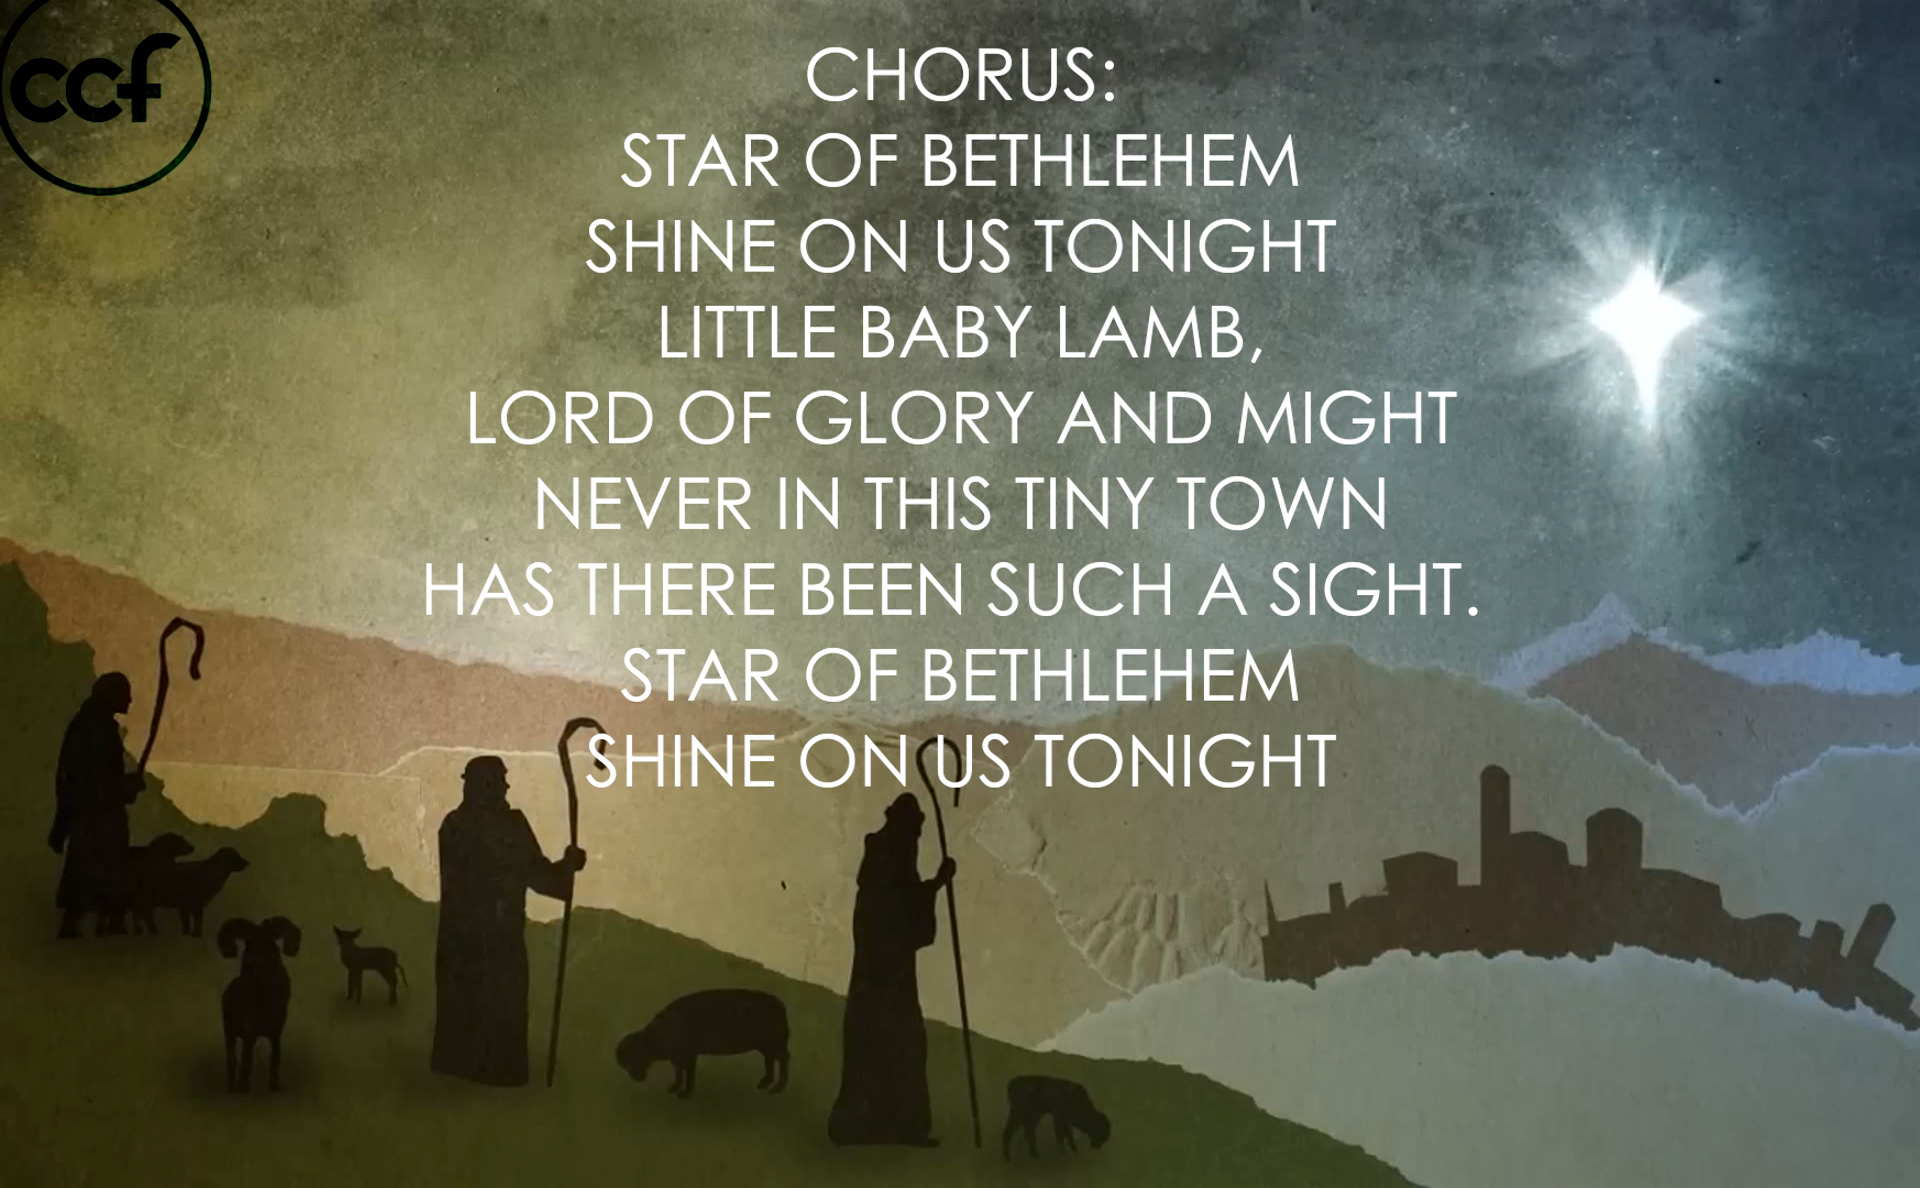 ccf
CHORUS:
STAR OF BETHLEHEM
SHINE ON US TONIGHT
LITTLE BABY LAMB,
LORD OF GLORY AND MIGHT
NEVER IN THIS TINY TOWN
HAS THERE BEEN SUCH A SIGHT.
STAR OF BETHLEHEM
SHINE ON US TONIGHT